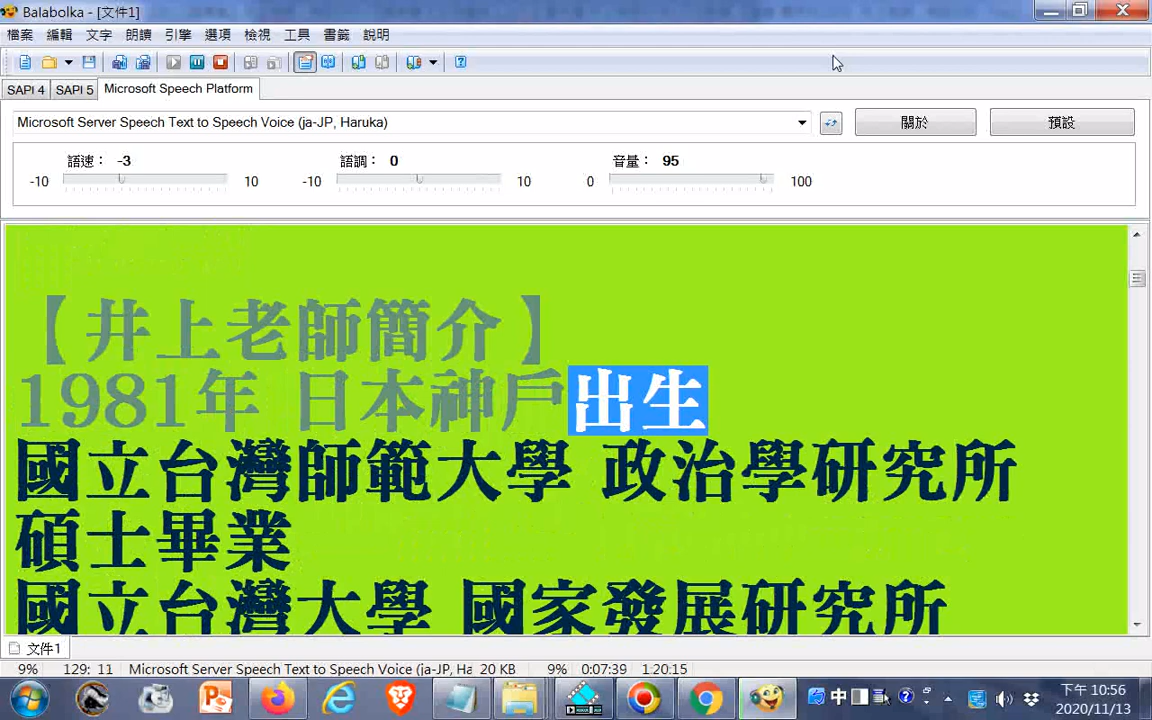 Balabolka - [文件1]
檔案 編輯 文字 朗讀 引擎 選項 檢視 工具 書籤 說明
SAPI 4 SAPI 5 Microsoft Speech Platform
Microsoft Server Speech Text to Speech Voice (ja-JP, Haruka) 關於 預設
語速： -3 語調： 0 音量： 95
-10 10 -10 10 0 100
【井上老師簡介】
1981年 日本神戶出生
國立台灣師範大學 政治學研究所
碩士畢業
國立台灣大學 國家發展研究所
文件1
9% 129: 11 Microsoft Server Speech Text to Speech Voice (ja-JP, Ha 20 KB 9% 0:07:39 1:20:15
中 下午 10:56
2020/11/13